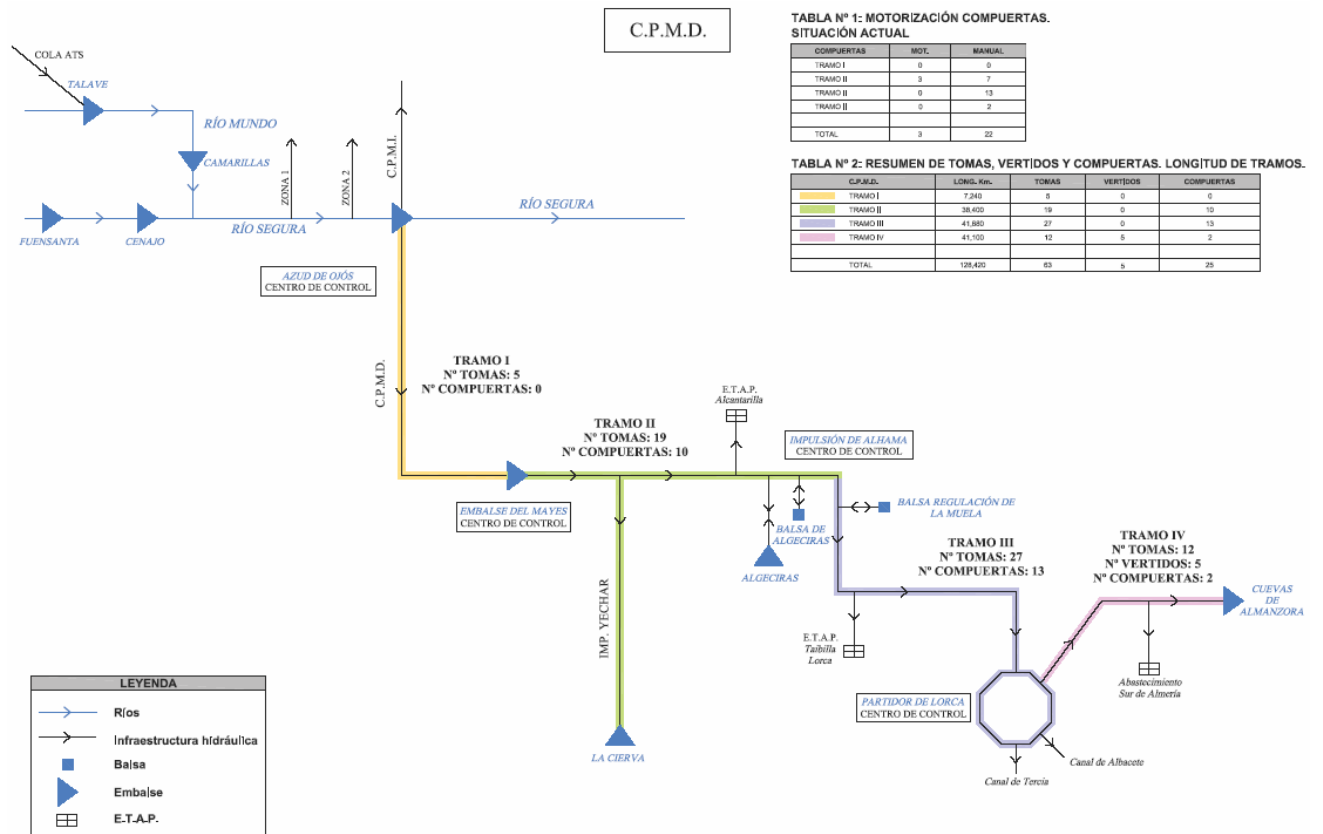 C.P.M.D.
TABLA Nº 1: MOTORIZACIÓN COMPUERTAS.
SITUACIÓN ACTUAL
COMPUERTAS MOT. MANUAL
TRAMO I 0 0
TRAMO II 3 7
TRAMO II 0 13
TRAMO II 0 2
TOTAL 3 22
TABLA Nº 2: RESUMEN DE TOMAS, VERTIDOS Y COMPUERTAS. LONGITUD DE TRAMOS.
C.P.M.D. LONG. Km. TOMAS VERTIDOS COMPUERTAS
TRAMO I 7,240 5 0 0
TRAMO II 38,400 19 0 10
TRAMO III 41,680 27 0 13
TRAMO IV 41,100 12 5 2
TOTAL 128,420 63 5 25
COLA ATS
TALAVE
RÍO MUNDO
CAMARILLAS
ZONA 1
ZONA 2
C.P.M.I.
RÍO SEGURA
RÍO SEGURA
FUENSANTA
CENAJO
AZUD DE OJÓS
CENTRO DE CONTROL
C.P.M.D.
TRAMO I
Nº TOMAS: 5
Nº COMPUERTAS: 0
TRAMO II
Nº TOMAS: 19
Nº COMPUERTAS: 10
E.T.A.P.
Alcantarilla
IMPULSIÓN DE ALHAMA
CENTRO DE CONTROL
EMBALSE DEL MAYES
CENTRO DE CONTROL
BALSA DE
ALGECIRAS
ALGECIRAS
BALSA REGULACIÓN DE
LA MUELA
TRAMO III
Nº TOMAS: 27
Nº COMPUERTAS: 13
TRAMO IV
Nº TOMAS: 12
Nº VERTIDOS: 5
Nº COMPUERTAS: 2
CUEVAS
DE
ALMANZORA
IMP. YECHAR
E.T.A.P.
Taibilla
Lorca
Abastecimiento
Sur de Almería
PARTIDOR DE LORCA
CENTRO DE CONTROL
LA CIERVA
Canal de Albacete
Canal de Tercia
LEYENDA
Ríos
Infraestructura hidráulica
Balsa
Embalse
E.T.A.P.